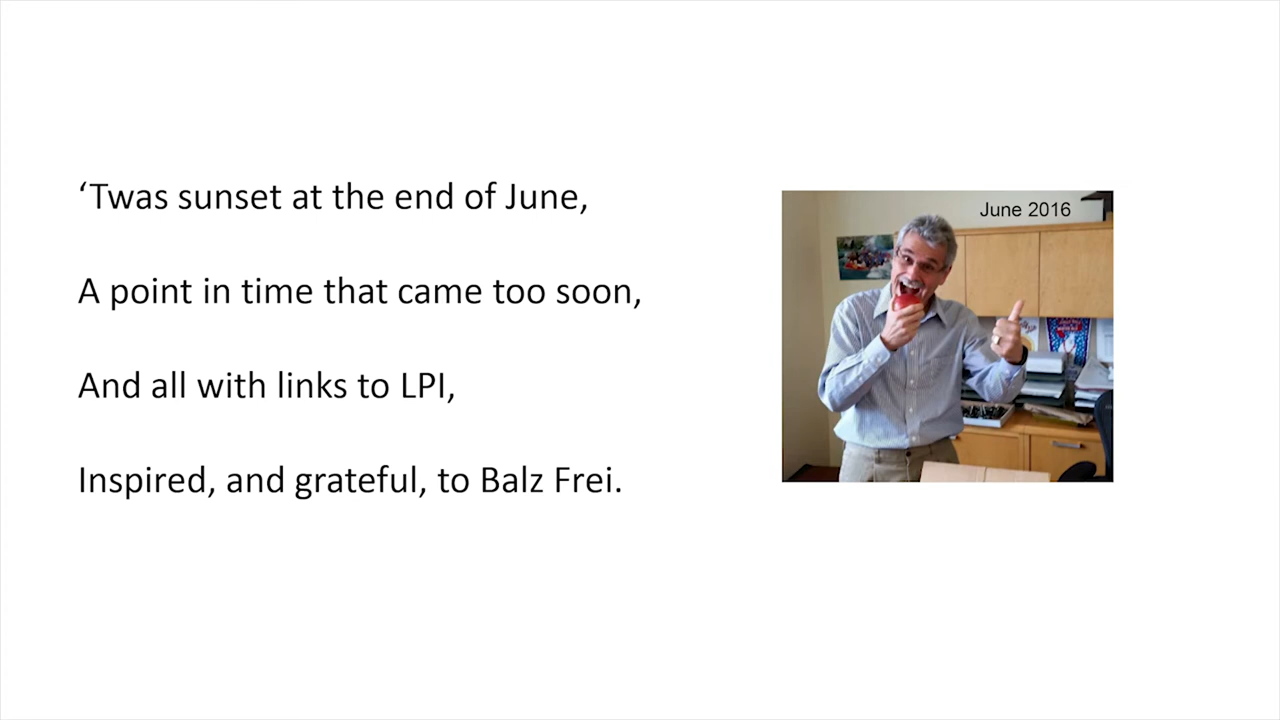 ‘Twas sunset at the end of June,
A point in time that came too soon,
And all with links to LPI,
Inspired, and grateful, to Balz Frei.
June 2016